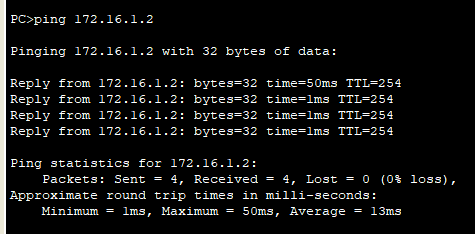 PC>ping 172.16.1.2
Pinging 172.16.1.2 with 32 bytes of data:
Reply from 172.16.1.2: bytes=32 time=50ms TTL=254
Reply from 172.16.1.2: bytes=32 time=1ms TTL=254
Reply from 172.16.1.2: bytes=32 time=1ms TTL=254
Reply from 172.16.1.2: bytes=32 time=1ms TTL=254
Ping statistics for 172.16.1.2:
Packets: Sent = 4, Received = 4, Lost = 0 (0% loss),
Approximate round trip times in milli-seconds:
Minimum = 1ms, Maximum = 50ms, Average = 13ms